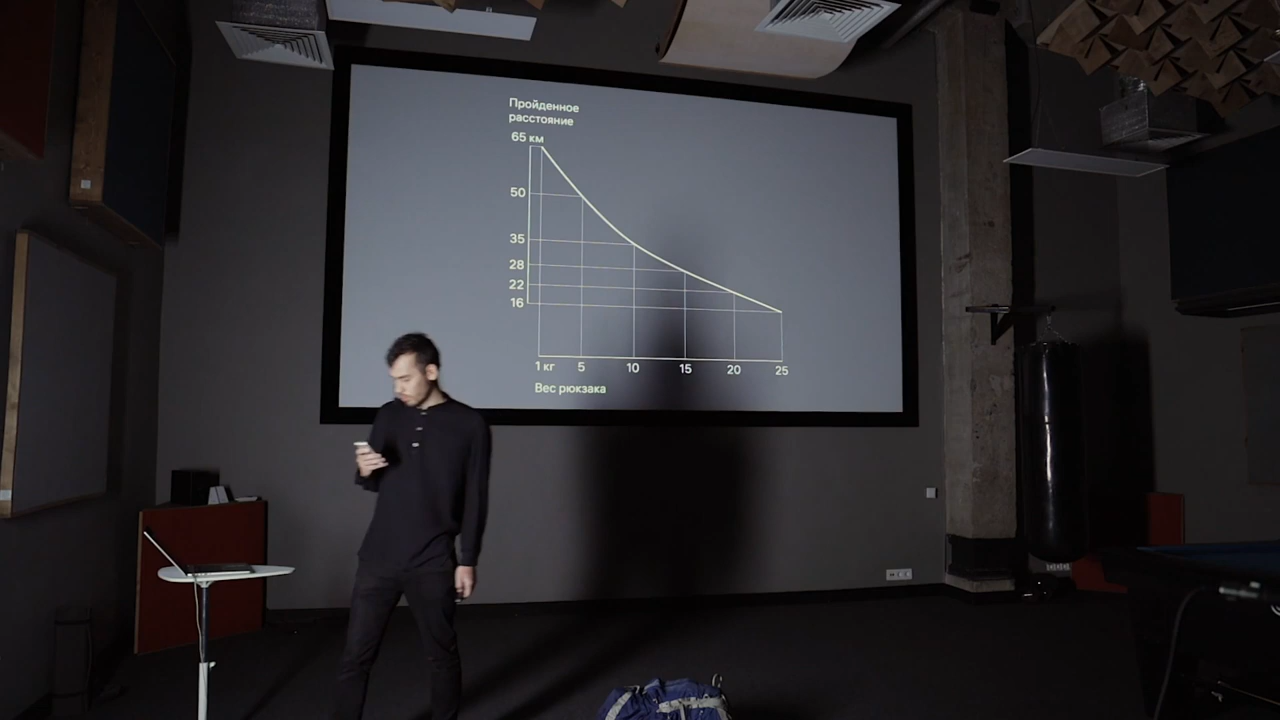 Пройденное
расстояние
65 км
50
35
28
22
16
1 кг 5 10 15 20 25
Вес рюкзака